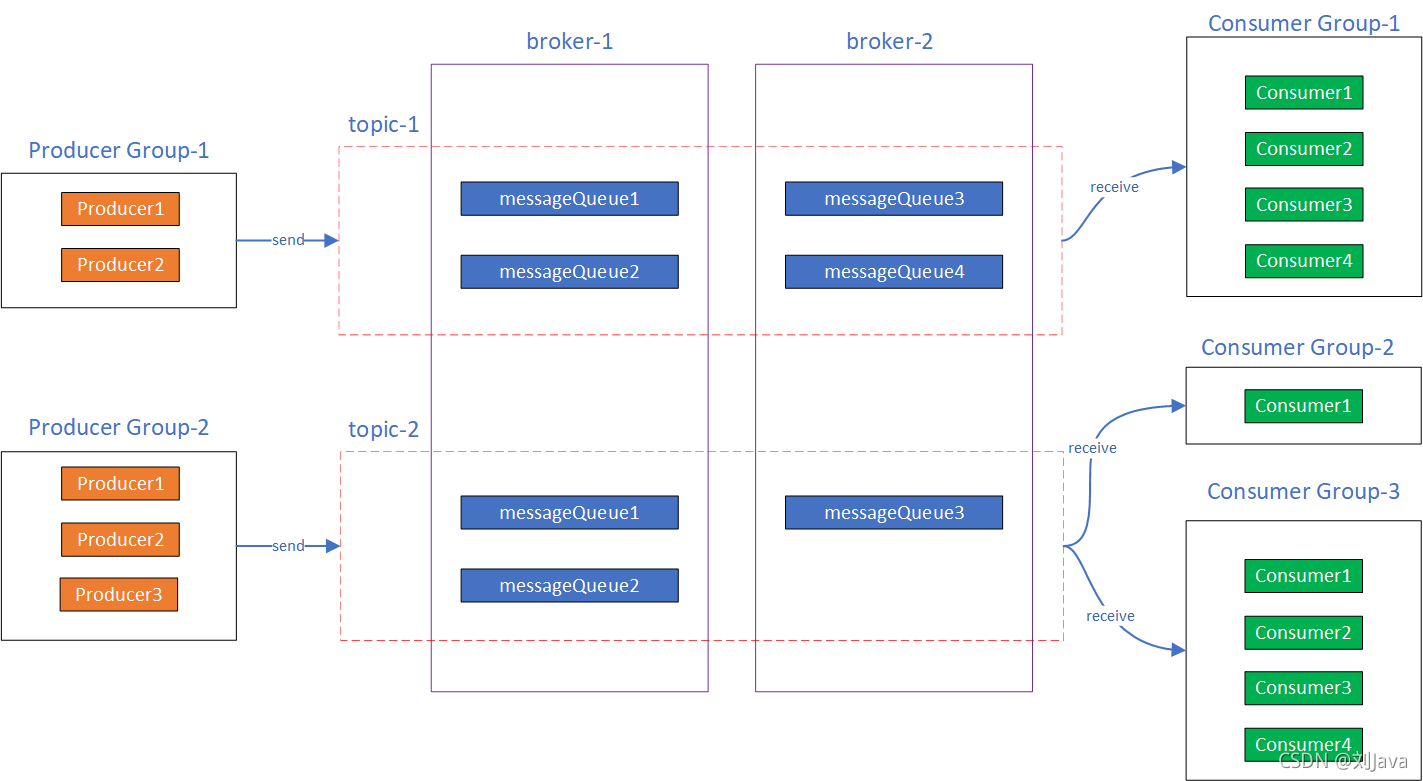 broker-1
broker-2
Consumer Group-1
Consumer1
Consumer2
Consumer3
Consumer4
topic-1
Producer Group-1
Producer1
Producer2
send
messageQueue1
messageQueue3
messageQueue2
messageQueue4
receive
Consumer Group-2
Consumer1
Producer Group-2
Producer1
Producer2
Producer3
send
topic-2
messageQueue1
messageQueue3
messageQueue2
receive
receive
Consumer Group-3
Consumer1
Consumer2
Consumer3
Consumer4
CSDN @刘Java